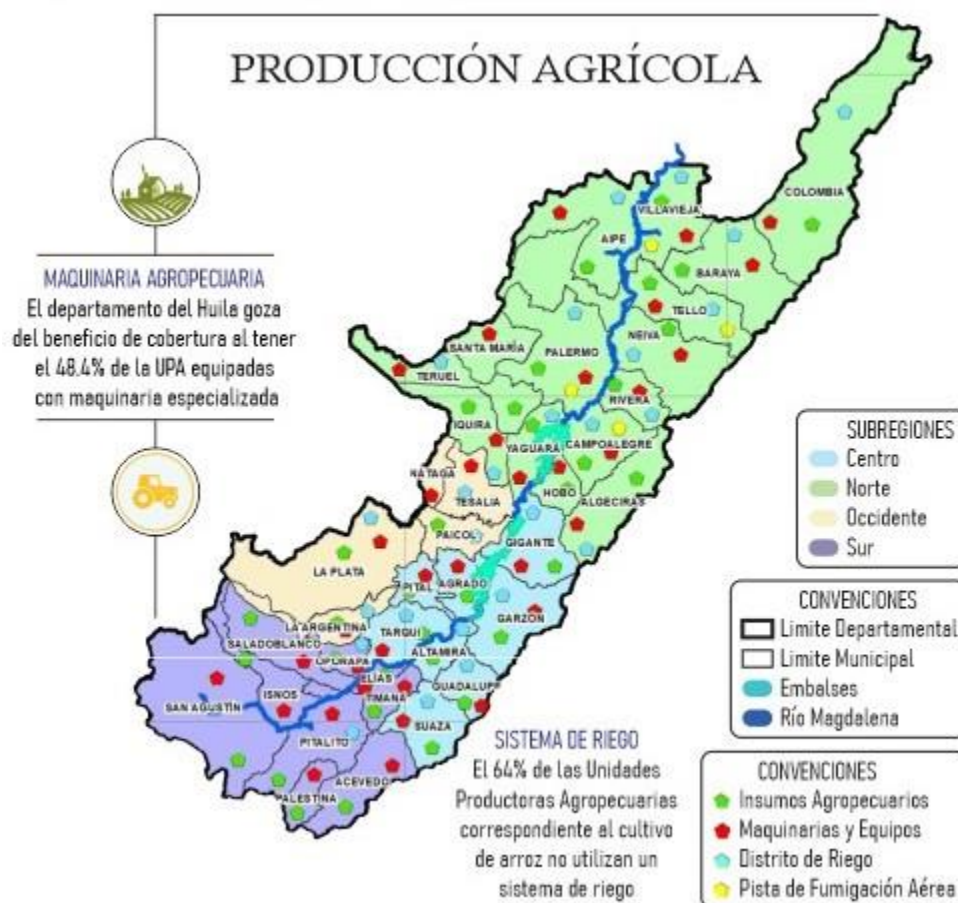 PRODUCCIÓN AGRÍCOLA
MAQUINARIA AGROPECUARIA
El departamento del Huila goza
del beneficio de cobertura al tener
el 48.4% de la UPA equipadas
con maquinaria especializada
COLOMBIA
VILLAVIEJA
AIPE
BARAYA
TELLO
NEIVA
SANTA MARÍA
PALERMO
TERUEL
RIVERA
IQUIRA
YAGUARÁ
CAMPOALEGRE
NÁTAGA
TESALIA
HOBO
ALGECIRAS
PAICOL
GIGANTE
LA PLATA
PITAL
AGRADO
GARZÓN
LA ARGENTINA
TARQUI
SALADOBLANCO
OPORAPA
ALTAMIRA
ELÍAS
GUADALUPE
TIMANÁ
ISNOS
SAN AGUSTÍN
SUAZA
PITALITO
ACEVEDO
PALESTINA
SUBREGIONES
Centro
Norte
Occidente
Sur
CONVENCIONES
Limite Departamental
Limite Municipal
Embalses
Río Magdalena
SISTEMA DE RIEGO
El 64% de las Unidades
Productoras Agropecuarias
correspondiente al cultivo
de arroz no utilizan un
sistema de riego
CONVENCIONES
Insumos Agropecuarios
Maquinarias y Equipos
Distrito de Riego
Pista de Fumigación Aérea